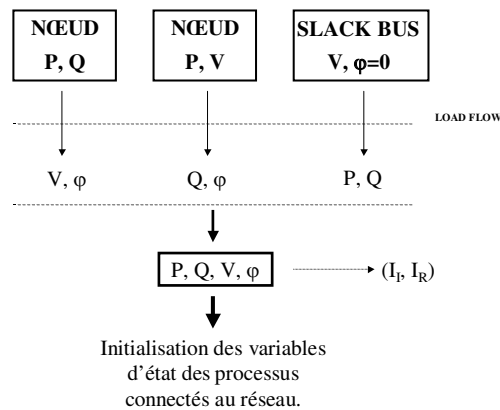 NŒUD
P, Q
NŒUD
P, V
SLACK BUS
V, φ=0
LOAD FLOW
V, φ
Q, φ
P, Q
P, Q, V, φ
(I_I, I_R)
Initialisation des variables
d'état des processus
connectés au réseau.